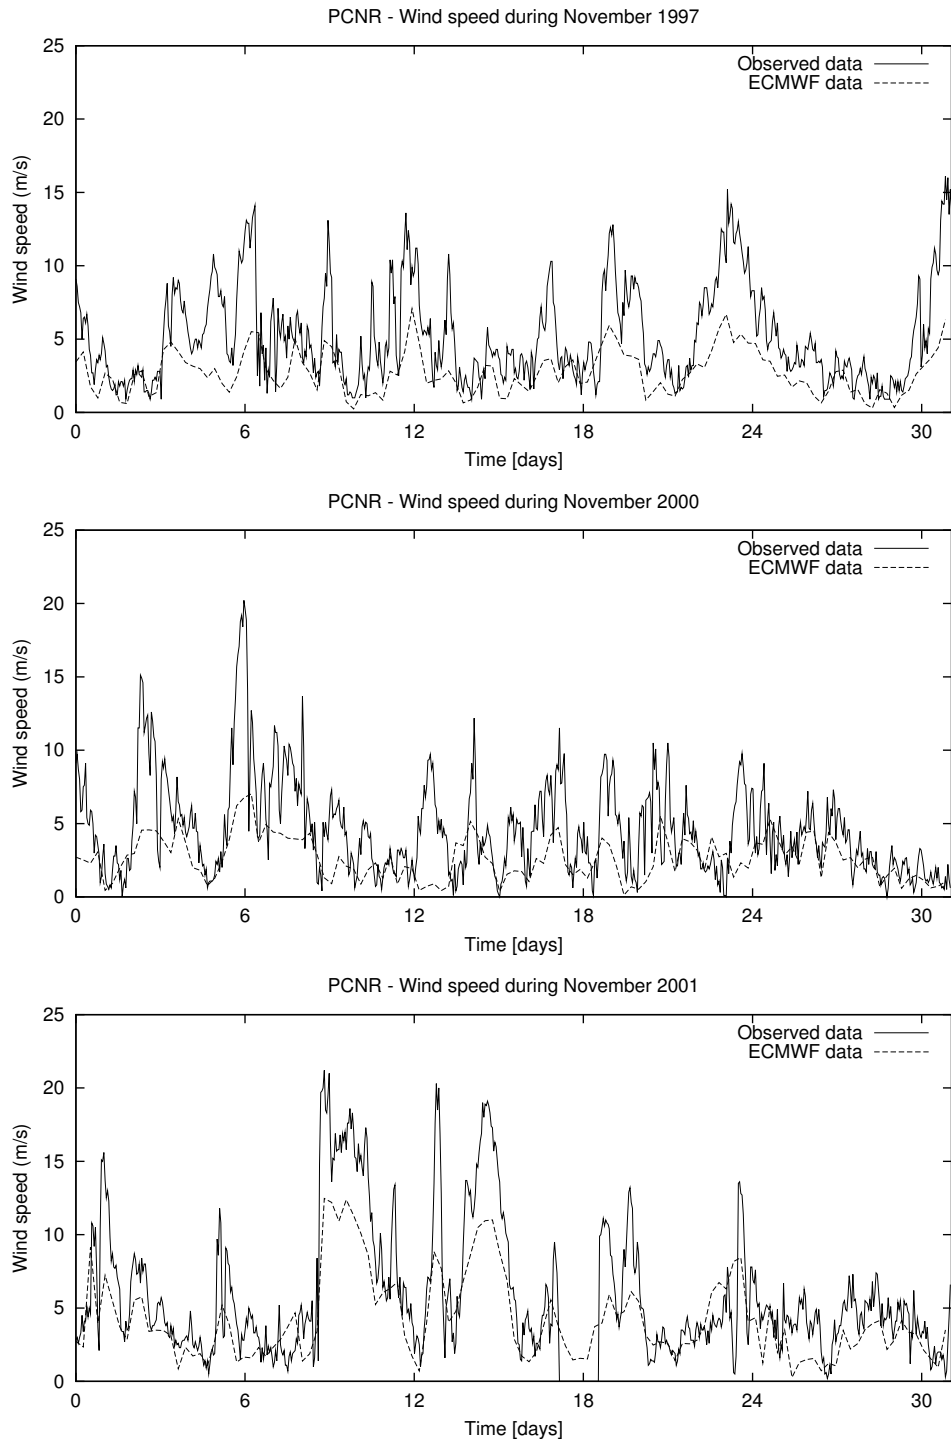 PCNR - Wind speed during November 1997
25
20
15
10
5
0
Wind speed (m/s)
Observed data
ECMWF data
0 6 12 18 24 30
Time [days]
PCNR - Wind speed during November 2000
25
20
15
10
5
0
Wind speed (m/s)
Observed data
ECMWF data
0 6 12 18 24 30
Time [days]
PCNR - Wind speed during November 2001
25
20
15
10
5
0
Wind speed (m/s)
Observed data
ECMWF data
0 6 12 18 24 30
Time [days]